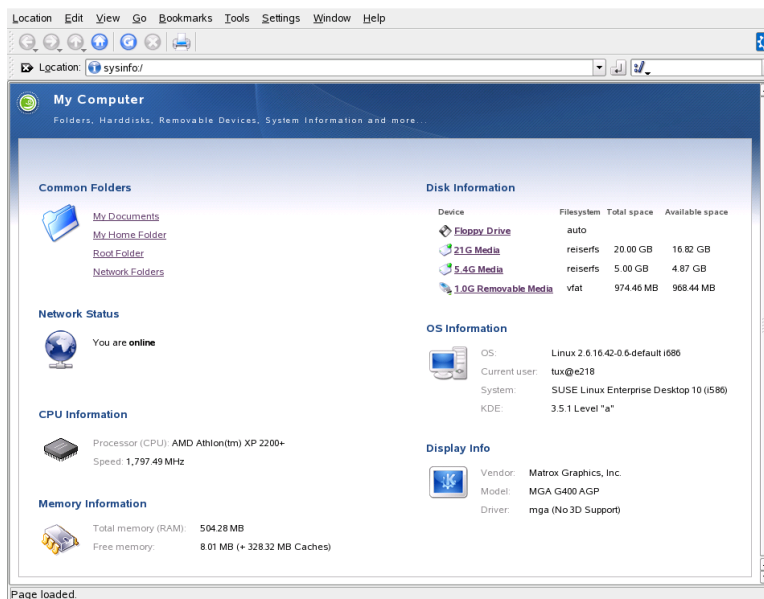 Location Edit View Go Bookmarks Tools Settings Window Help
Location: sysinfo:/
My Computer
Folders, Harddisks, Removable Devices, System Information and more...
Common Folders
My Documents
My Home Folder
Root Folder
Network Folders
Network Status
You are online
CPU Information
Processor (CPU): AMD Athlon(tm) XP 2200+
Speed: 1,797.49 MHz
Memory Information
Total memory (RAM): 504.28 MB
Free memory: 8.01 MB (+ 328.32 MB Caches)
Disk Information
Device Filesystem Total space Available space
Floppy Drive auto
21G Media reiserfs 20.00 GB 16.82 GB
5.4G Media reiserfs 5.00 GB 4.87 GB
1.0G Removable Media vfat 974.46 MB 968.44 MB
OS Information
OS: Linux 2.6.16.42-0.6-default i686
Current user: tux@e218
System: SUSE Linux Enterprise Desktop 10 (i586)
KDE: 3.5.1 Level "a"
Display Info
Vendor: Matrox Graphics, Inc.
Model: MGA G400 AGP
Driver: mga (No 3D Support)
Page loaded.